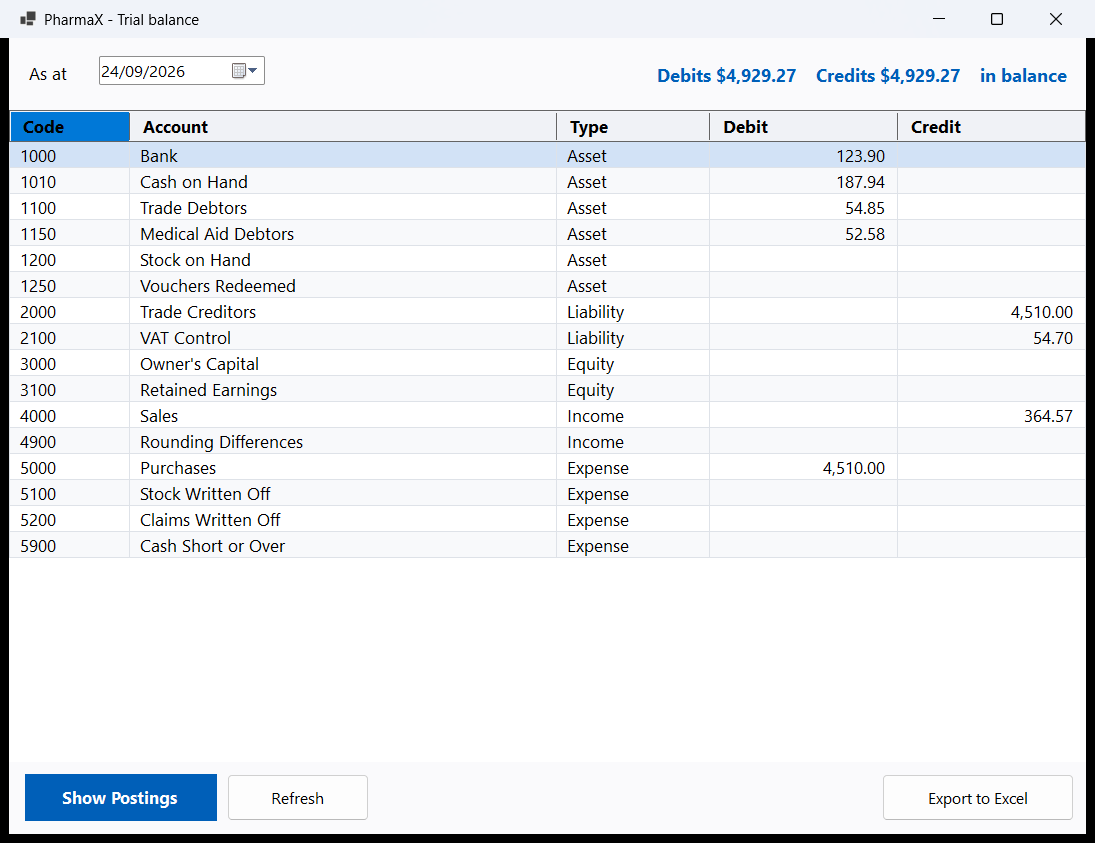 PharmaX - Trial balance
As at 24/09/2026 Debits $4,929.27 Credits $4,929.27 in balance
Code Account Type Debit Credit
1000 Bank Asset 123.90
1010 Cash on Hand Asset 187.94
1100 Trade Debtors Asset 54.85
1150 Medical Aid Debtors Asset 52.58
1200 Stock on Hand Asset
1250 Vouchers Redeemed Asset
2000 Trade Creditors Liability 4,510.00
2100 VAT Control Liability 54.70
3000 Owner's Capital Equity
3100 Retained Earnings Equity
4000 Sales Income 364.57
4900 Rounding Differences Income
5000 Purchases Expense 4,510.00
5100 Stock Written Off Expense
5200 Claims Written Off Expense
5900 Cash Short or Over Expense
Show Postings Refresh Export to Excel